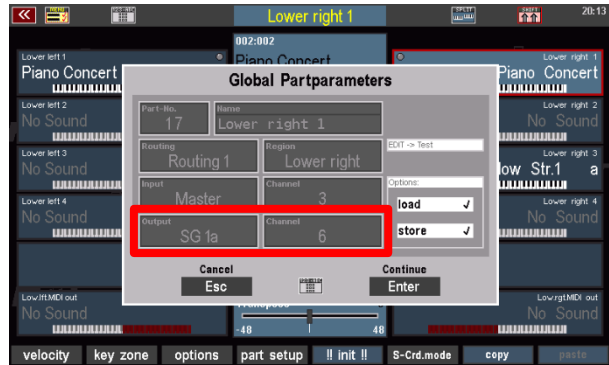 MENU
Lower right 1
SPLIT
SHIFT
20:13
002:002
Lower left 1
Piano Concert
Piano Concert
Lower right 1
Piano Concert
Lower left 2
No Sound
Lower right 2
No Sound
Lower left 3
No Sound
Lower right 3
low Str.1 a
Lower left 4
No Sound
Lower right 4
No Sound
Global Partparameters
Part-No.
17
Name
Lower right 1
Routing
Routing 1
Region
Lower right
EDIT -> Test
Input
Master
Channel
3
Options:
load √
Output
SG 1a
Channel
6
store √
Cancel
Esc
Continue
Enter
Low.lft.MIDI out
No Sound
-48
48
Low.rgt.MIDI out
No Sound
velocity
key zone
options
part setup
!! init !!
S-Crd.mode
copy
paste